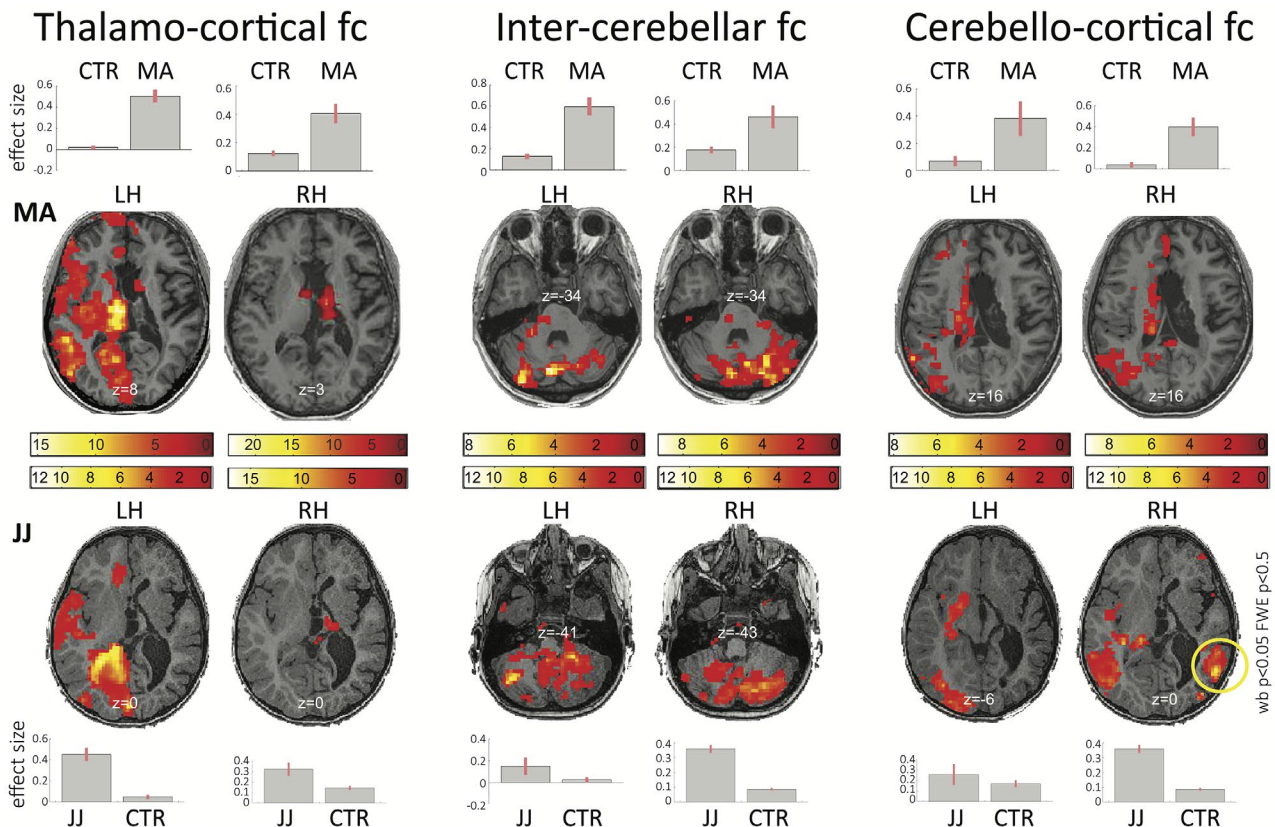 Thalamo-cortical fc Inter-cerebellar fc Cerebello-cortical fc
CTR MA CTR MA CTR MA CTR MA CTR MA CTR MA
effect size
0.6 0.4 0.2 0 -0.2
0.6 0.4 0.2 0
0.8 0.6 0.4 0.2 0
0.6 0.4 0.2 0
0.6 0.4 0.2 0
0.4 0.2 0
LH RH LH RH LH RH
MA
z=8 z=3 z=-34 z=-34 z=16 z=16
15 10 5 0 20 15 10 5 0 8 6 4 2 0 8 6 4 2 0 8 6 4 2 0 8 6 4 2 0
12 10 8 6 4 2 0 15 10 5 0 12 10 8 6 4 2 0 12 10 8 6 4 2 0 12 10 8 6 4 2 0 12 10 8 6 4 2 0
LH RH LH RH LH RH
JJ
z=0 z=0 z=-41 z=-43 z=-6 z=0
wb p<0.05 FWE p<0.5
effect size
0.6 0.4 0.2 0
0.4 0.3 0.2 0.1 0
0.4 0.2 0 -0.2
0.4 0.3 0.2 0.1 0
0.4 0.3 0.2 0.1 0
0.4 0.3 0.2 0.1 0
JJ CTR JJ CTR JJ CTR JJ CTR JJ CTR JJ CTR